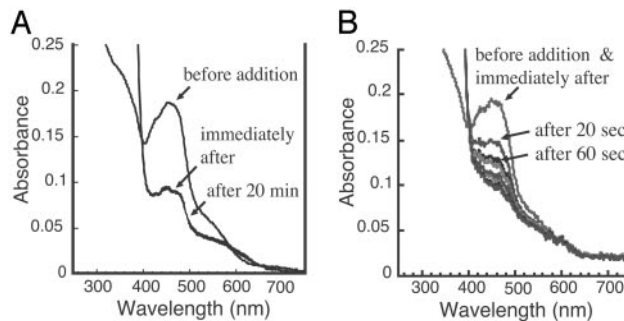 A
0.25
0.2
0.15
0.1
0.05
0
Absorbance
before addition
immediately
after
after 20 min
300 400 500 600 700
Wavelength (nm)
B
0.25
0.2
0.15
0.1
0.05
0
Absorbance
before addition &
immediately after
after 20 sec
after 60 sec
300 400 500 600 700
Wavelength (nm)